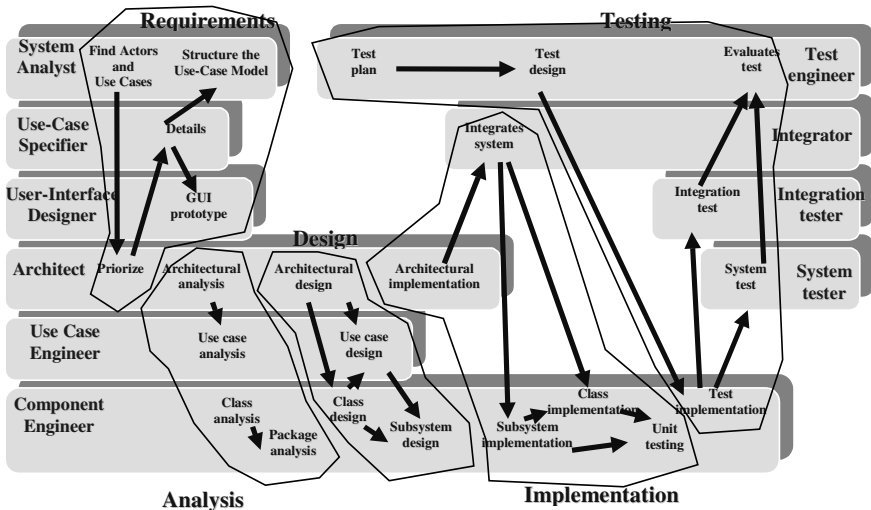 Requirements
Testing
System
Analyst
Find Actors
and
Use Cases
Structure the
Use-Case Model
Test
plan
Test
design
Evaluates
test
Test
engineer
Use-Case
Specifier
Details
Integrates
system
Integrator
User-Interface
Designer
GUI
prototype
Integration
test
Integration
tester
Design
Architect
Priorize
Architectural
analysis
Architectural
design
Architectural
implementation
System
test
System
tester
Use Case
Engineer
Use case
analysis
Use case
design
Component
Engineer
Class analysis
Package
analysis
Class
design
Subsystem
design
Subsystem
implementation
Class
implementation
Unit
testing
Test
implementation
Analysis
Implementation